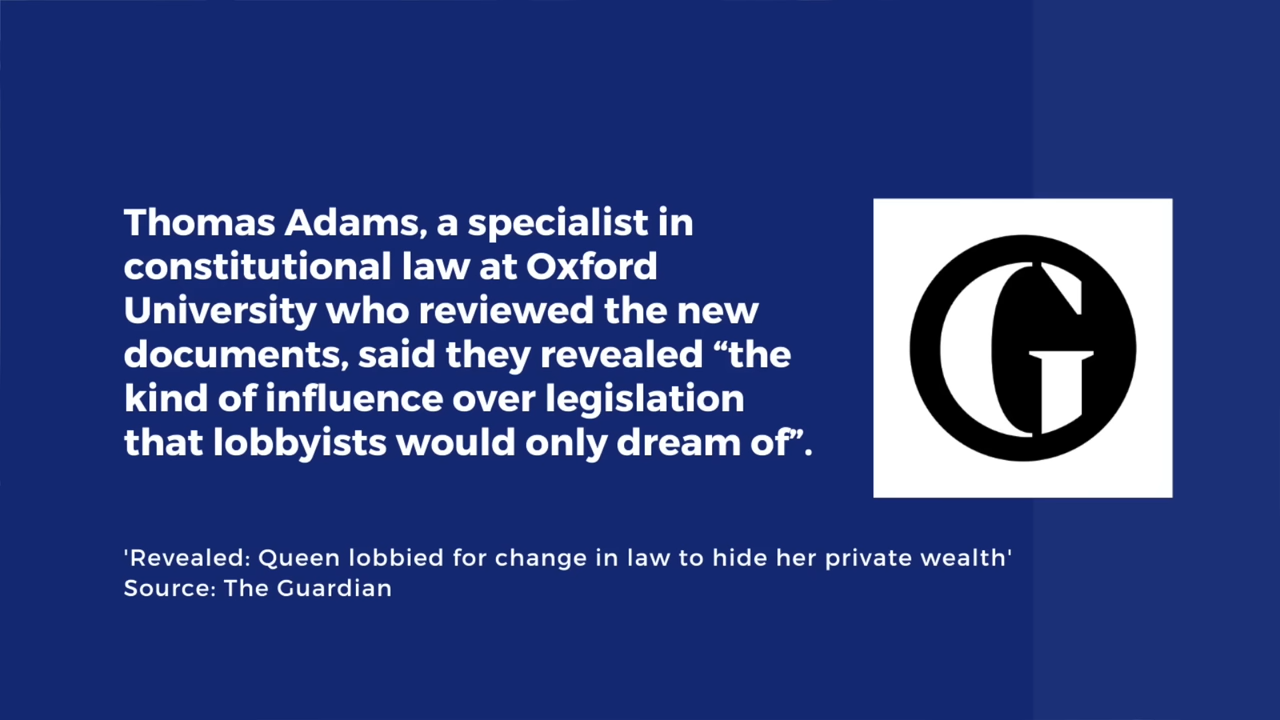 Thomas Adams, a specialist in
constitutional law at Oxford
University who reviewed the new
documents, said they revealed “the
kind of influence over legislation
that lobbyists would only dream of”.
G
'Revealed: Queen lobbied for change in law to hide her private wealth'
Source: The Guardian